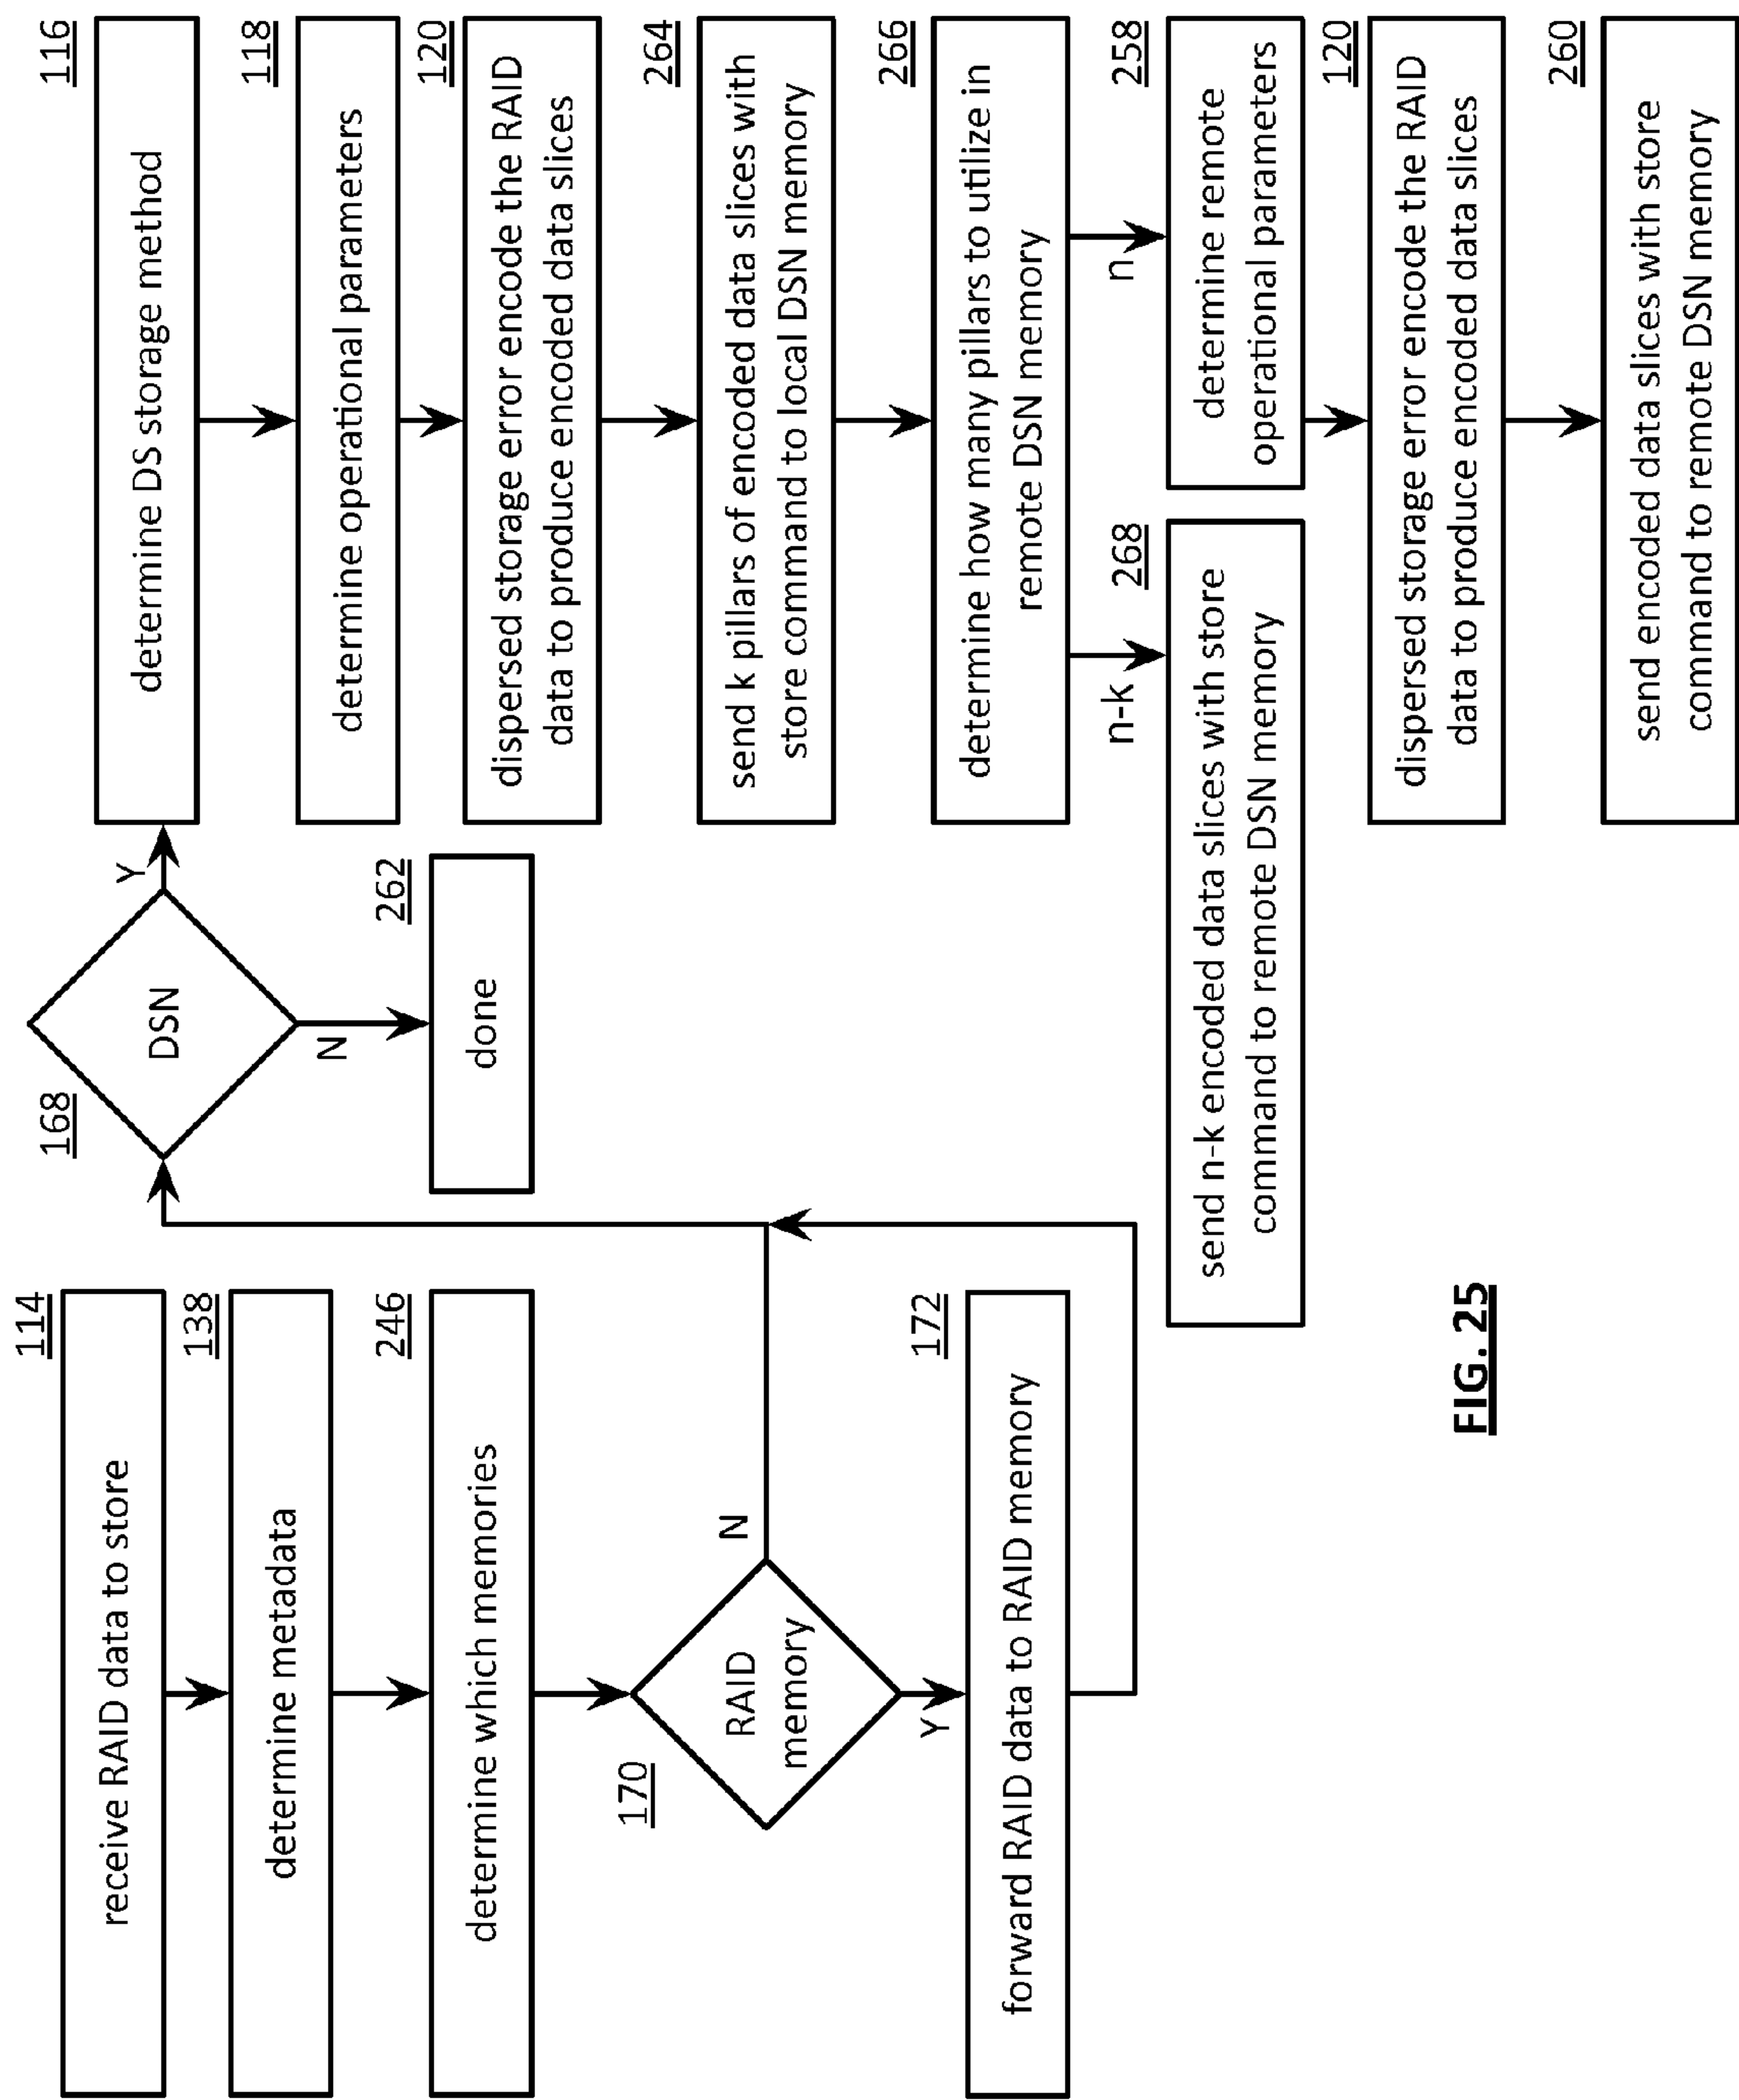 114
receive RAID data to store
138
determine metadata
246
determine which memories
170
RAID
memory
N
Y
172
forward RAID data to RAID memory
168
DSN
Y
N
262
done
116
determine DS storage method
118
determine operational parameters
120
dispersed storage error encode the RAID
data to produce encoded data slices
264
send k pillars of encoded data slices with
store command to local DSN memory
266
determine how many pillars to utilize in
remote DSN memory
n-k
n
268
send n-k encoded data slices with store
command to remote DSN memory
258
determine remote
operational parameters
120
dispersed storage error encode the RAID
data to produce encoded data slices
260
send encoded data slices with store
command to remote DSN memory
FIG. 25